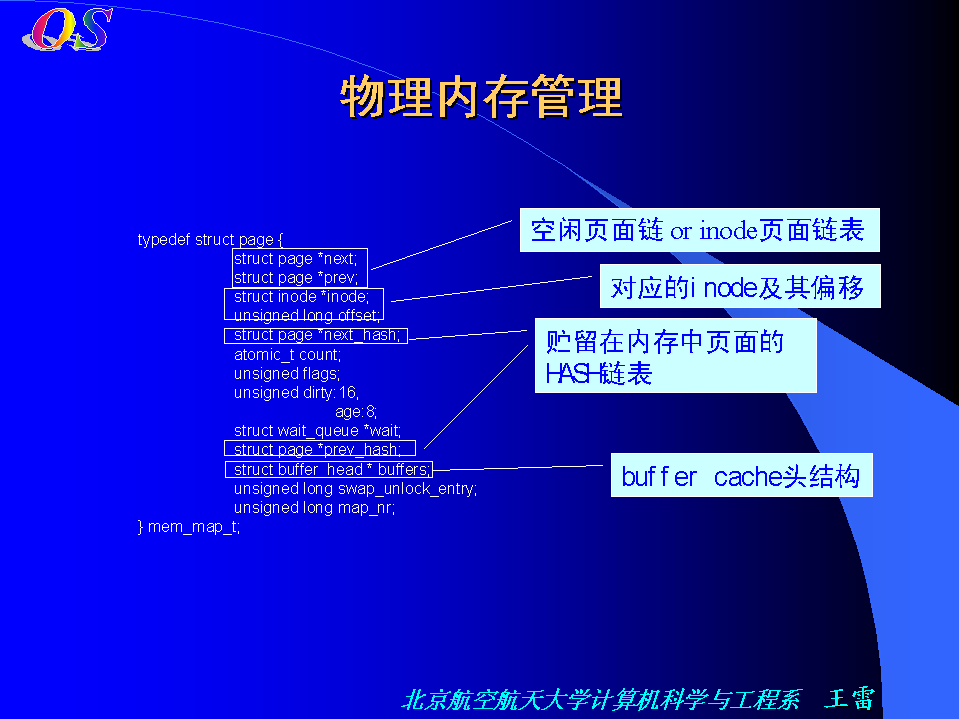 OS
物理内存管理
typedef struct page {
struct page *next;
struct page *prev;
struct inode *inode;
unsigned long offset;
struct page *next_hash;
atomic_t count;
unsigned flags;
unsigned dirty:16,
age:8;
struct wait_queue *wait;
struct page *prev_hash;
struct buffer_head * buffers;
unsigned long swap_unlock_entry;
unsigned long map_nr;
} mem_map_t;
空闲页面链 or inode页面链表
对应的inode及其偏移
贮留在内存中页面的
HASH链表
buffer cache头结构
北京航空航天大学计算机科学与工程系 王雷